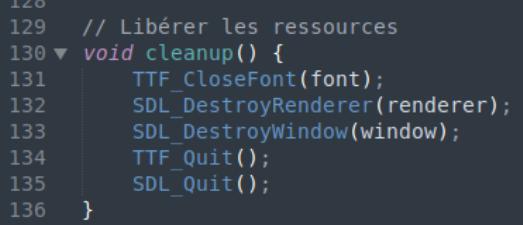 128
129 // Libérer les ressources
130 void cleanup() {
131 TTF_CloseFont(font);
132 SDL_DestroyRenderer(renderer);
133 SDL_DestroyWindow(window);
134 TTF_Quit();
135 SDL_Quit();
136 }